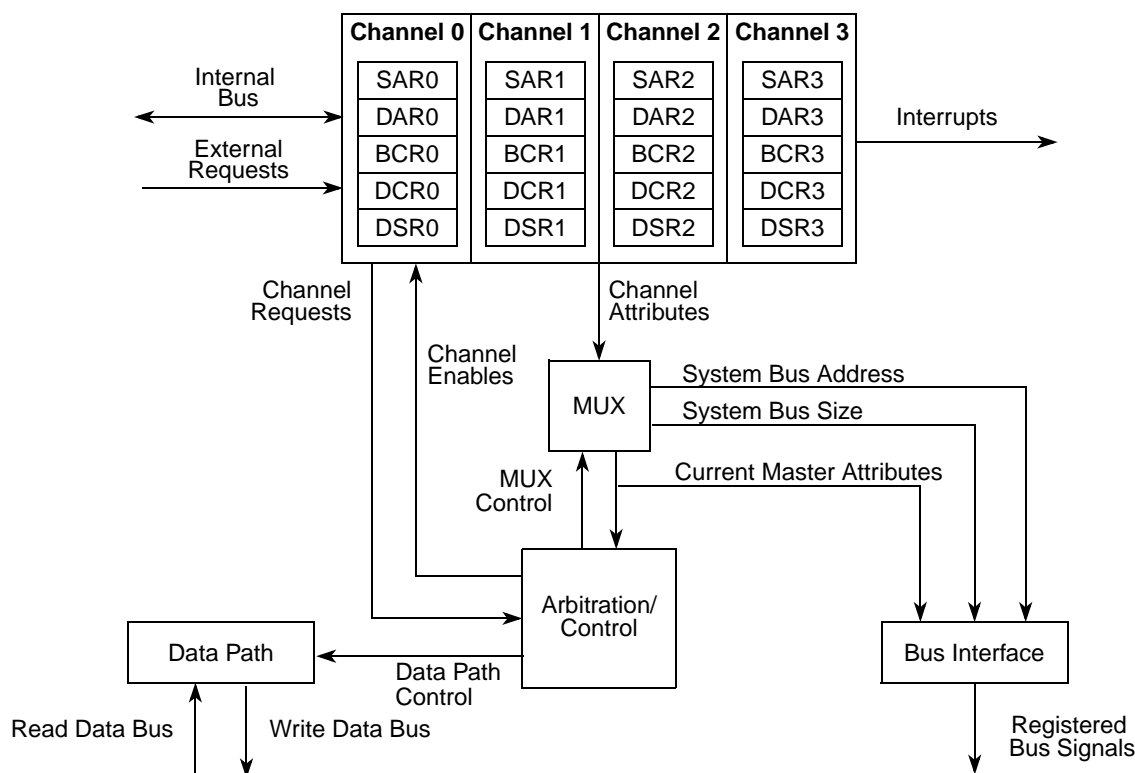 Channel 0 Channel 1 Channel 2 Channel 3
SAR0 SAR1 SAR2 SAR3
DAR0 DAR1 DAR2 DAR3
BCR0 BCR1 BCR2 BCR3
DCR0 DCR1 DCR2 DCR3
DSR0 DSR1 DSR2 DSR3
Internal
Bus
External
Requests
Interrupts
Channel
Requests
Channel
Enables
Channel
Attributes
MUX
System Bus Address
System Bus Size
Current Master Attributes
MUX
Control
Arbitration/
Control
Data Path
Data Path
Control
Bus Interface
Read Data Bus
Write Data Bus
Registered
Bus Signals